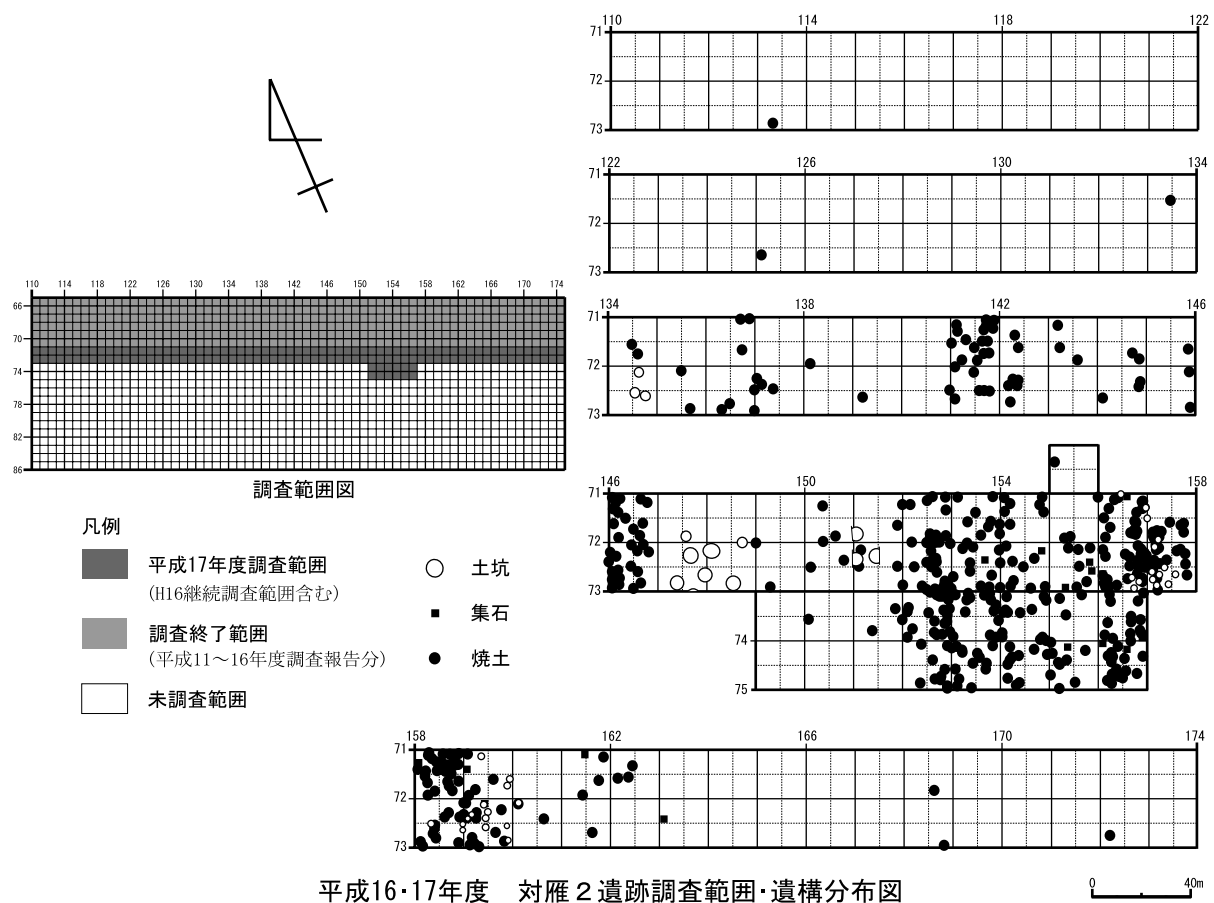 110 114 118 122
71
72
73
122 126 130 134
71
72
73
110 114 118 122 126 130 134 138 142 146 150 154 158 162 166 170 174
66
70
74
78
82
86
調査範囲図
134 138 142 146
71
72
73
146 150 154 158
71
72
73
74
75
凡例
平成17年度調査範囲
(H16継続調査範囲含む)
調査終了範囲
(平成11～16年度調査報告分)
未調査範囲
土坑
集石
焼土
158 162 166 170 174
71
72
73
平成16・17年度 対雁2遺跡調査範囲・遺構分布図
0 40m